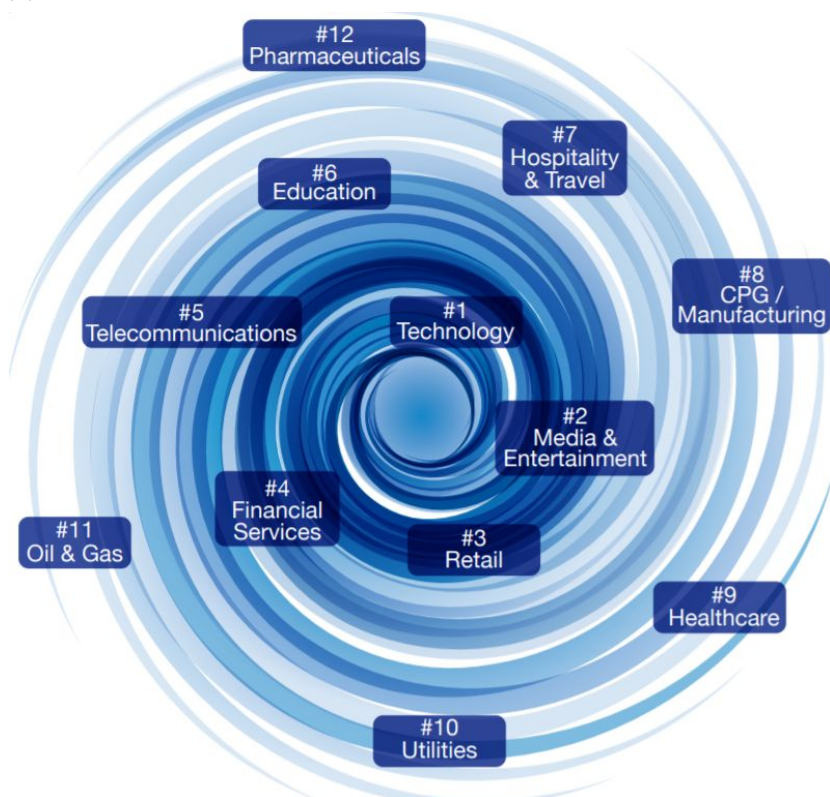 #12
Pharmaceuticals
#7
Hospitality
& Travel
#6
Education
#8
CPG /
Manufacturing
#5
Telecommunications
#1
Technology
#2
Media &
Entertainment
#4
Financial
Services
#3
Retail
#11
Oil & Gas
#9
Healthcare
#10
Utilities